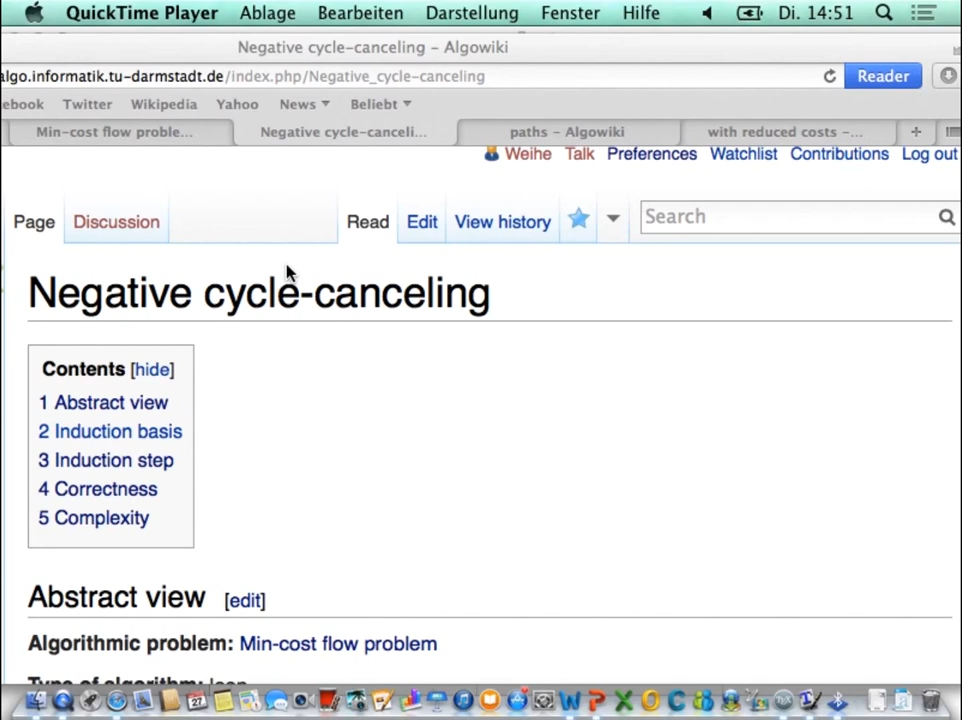 QuickTime Player Ablage Bearbeiten Darstellung Fenster Hilfe Di. 14:51
Negative cycle-canceling – Algowiki
algo.informatik.tu-darmstadt.de/index.php/Negative_cycle-canceling Reader
ebook Twitter Wikipedia Yahoo News Beliebt
Min-cost flow proble... Negative cycle-canceli... paths – Algowiki with reduced costs –... +
Weihe Talk Preferences Watchlist Contributions Log out
Page Discussion Read Edit View history Search
Negative cycle-canceling
Contents [hide]
1 Abstract view
2 Induction basis
3 Induction step
4 Correctness
5 Complexity
Abstract view [edit]
Algorithmic problem: Min-cost flow problem
Type of algorithm: loop